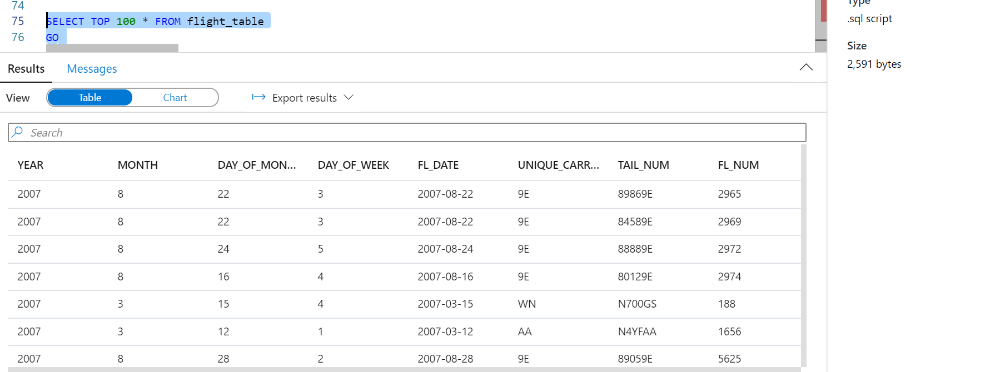 74
75 SELECT TOP 100 * FROM flight_table
76 GO
Results Messages
View Table Chart Export results
Search
YEAR MONTH DAY_OF_MON... DAY_OF_WEEK FL_DATE UNIQUE_CARR... TAIL_NUM FL_NUM
2007 8 22 3 2007-08-22 9E 89869E 2965
2007 8 22 3 2007-08-22 9E 84589E 2969
2007 8 24 5 2007-08-24 9E 88889E 2972
2007 8 16 4 2007-08-16 9E 80129E 2974
2007 3 15 4 2007-03-15 WN N700GS 188
2007 3 12 1 2007-03-12 AA N4YFAA 1656
2007 8 28 2 2007-08-28 9E 89059E 5625
Type
.sql script
Size
2,591 bytes